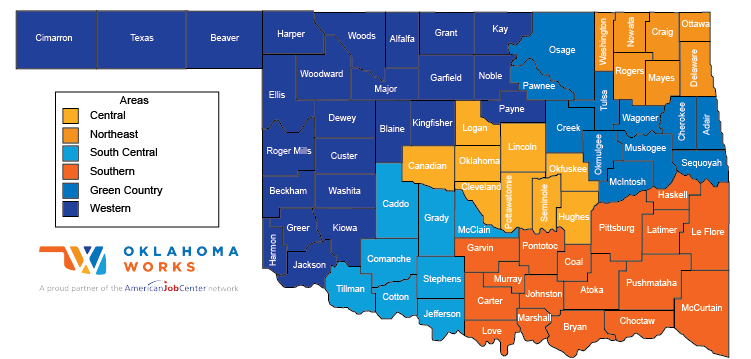 Cimarron
Texas
Beaver
Harper
Woods
Alfalfa
Grant
Kay
Osage
Washington
Nowata
Craig
Ottawa
Ellis
Woodward
Major
Garfield
Noble
Pawnee
Rogers
Mayes
Delaware
Tulsa
Dewey
Blaine
Kingfisher
Logan
Payne
Creek
Wagoner
Cherokee
Adair
Roger Mills
Custer
Canadian
Oklahoma
Lincoln
Okfuskee
Okmulgee
Muskogee
McIntosh
Sequoyah
Beckham
Washita
Caddo
Grady
Cleveland
Pottawatomie
Seminole
Hughes
Haskell
Greer
Kiowa
McClain
Garvin
Pontotoc
Pittsburg
Latimer
Le Flore
Harmon
Jackson
Comanche
Stephens
Murray
Coal
Tillman
Cotton
Jefferson
Carter
Johnston
Atoka
Pushmataha
McCurtain
Love
Marshall
Bryan
Choctaw
Areas
Central
Northeast
South Central
Southern
Green Country
Western
OKLAHOMA
WORKS
A proud partner of the AmericanJobCenter network